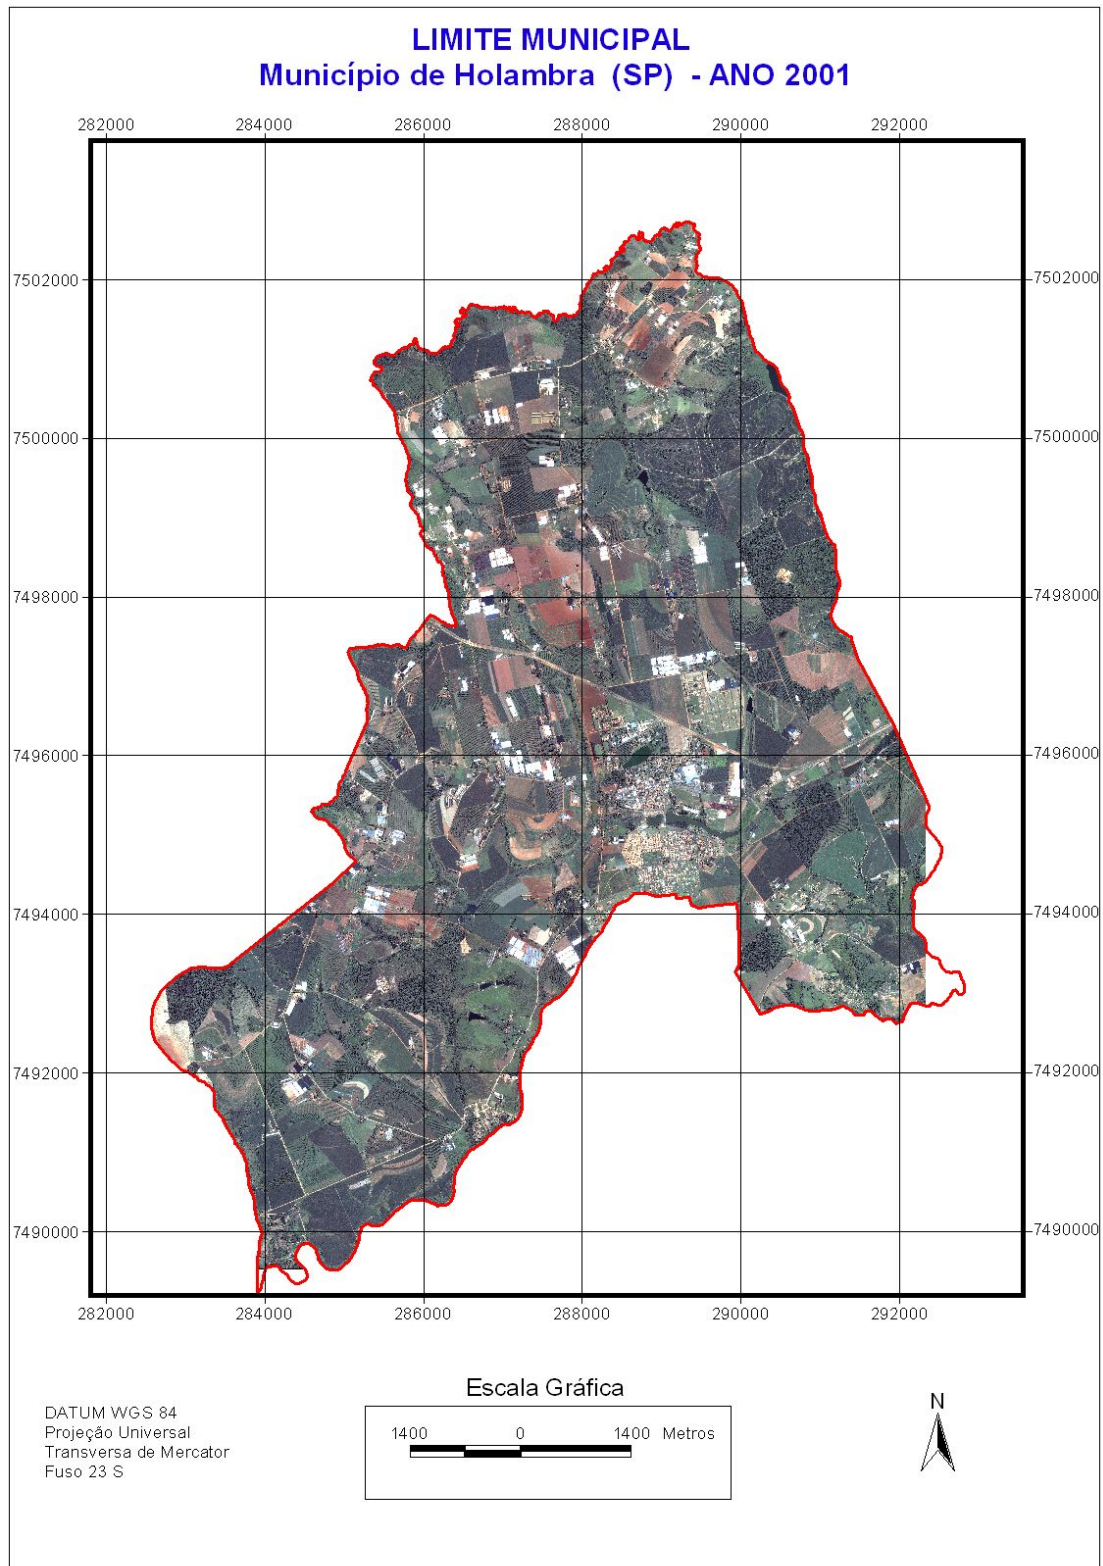 LIMITE MUNICIPAL
Município de Holambra (SP) - ANO 2001
282000 284000 286000 288000 290000 292000
7502000 7502000
7500000 7500000
7498000 7498000
7496000 7496000
7494000 7494000
7492000 7492000
7490000 7490000
282000 284000 286000 288000 290000 292000
Escala Gráfica
1400 0 1400 Metros
DATUM WGS 84
Projeção Universal
Transversa de Mercator
Fuso 23 S
N